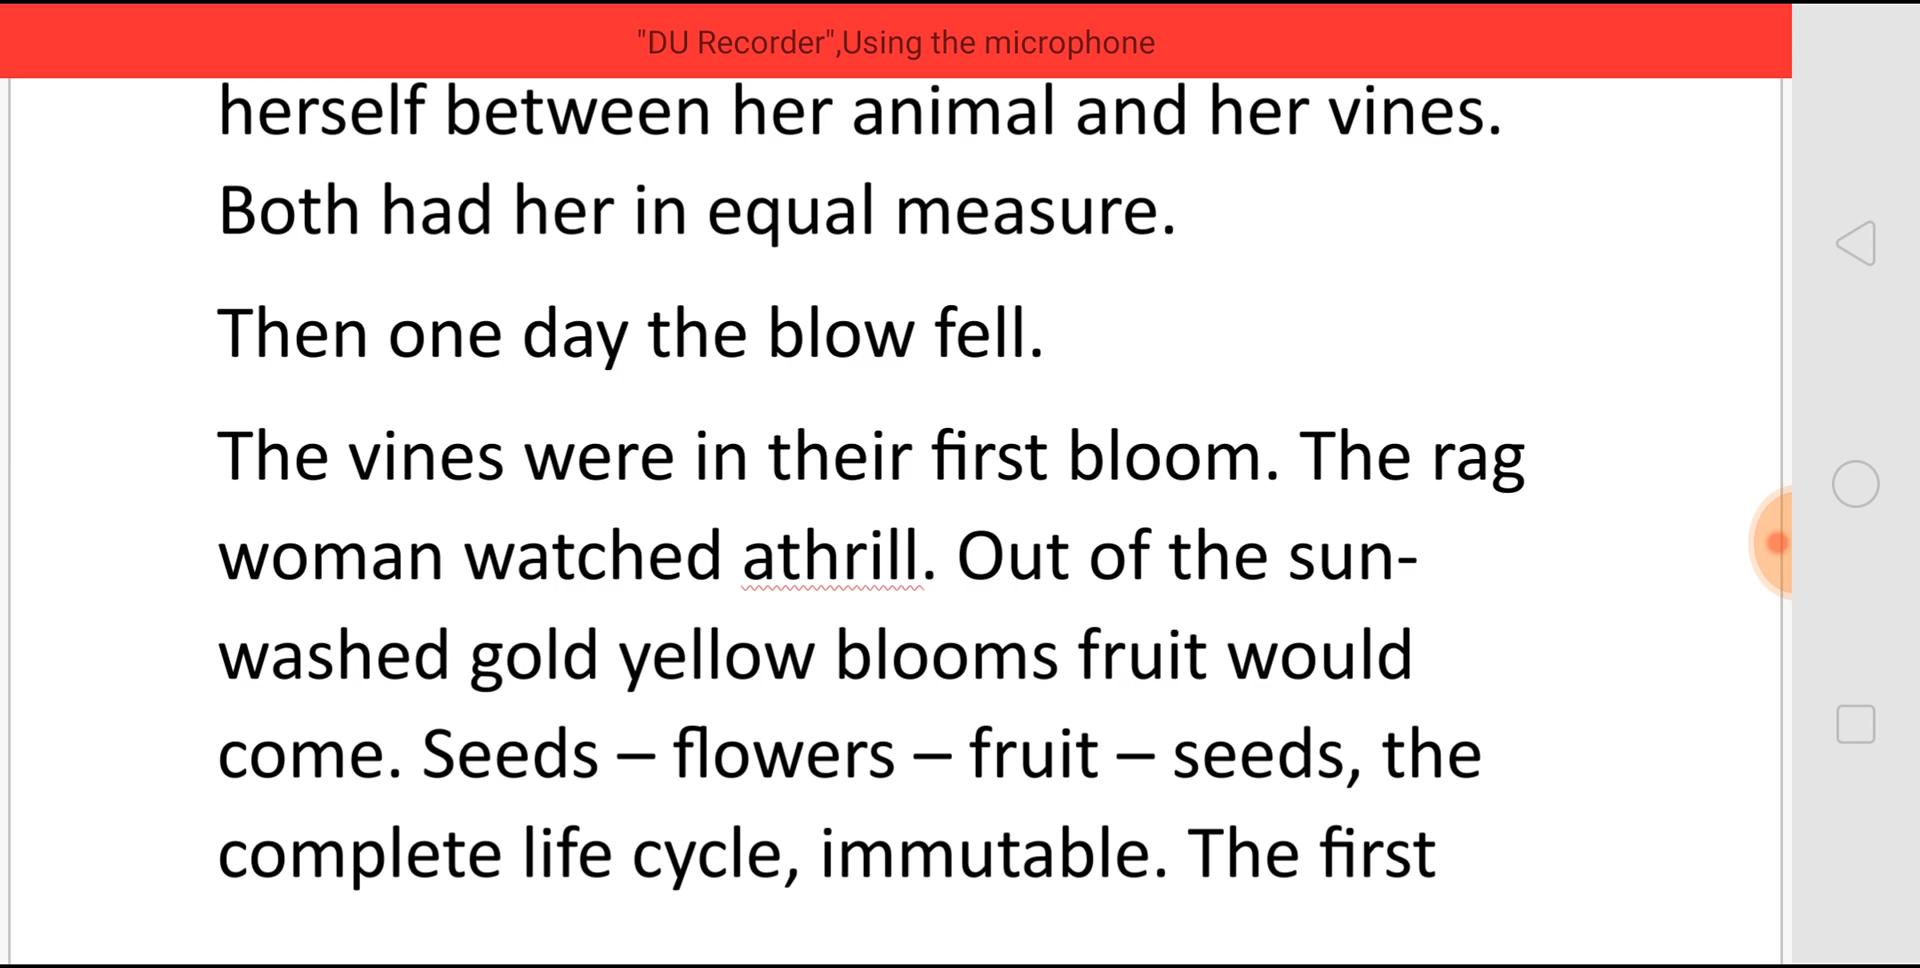 "DU Recorder",Using the microphone
herself between her animal and her vines.
Both had her in equal measure.
Then one day the blow fell.
The vines were in their first bloom. The rag
woman watched athrill. Out of the sun-
washed gold yellow blooms fruit would
come. Seeds – flowers – fruit – seeds, the
complete life cycle, immutable. The first